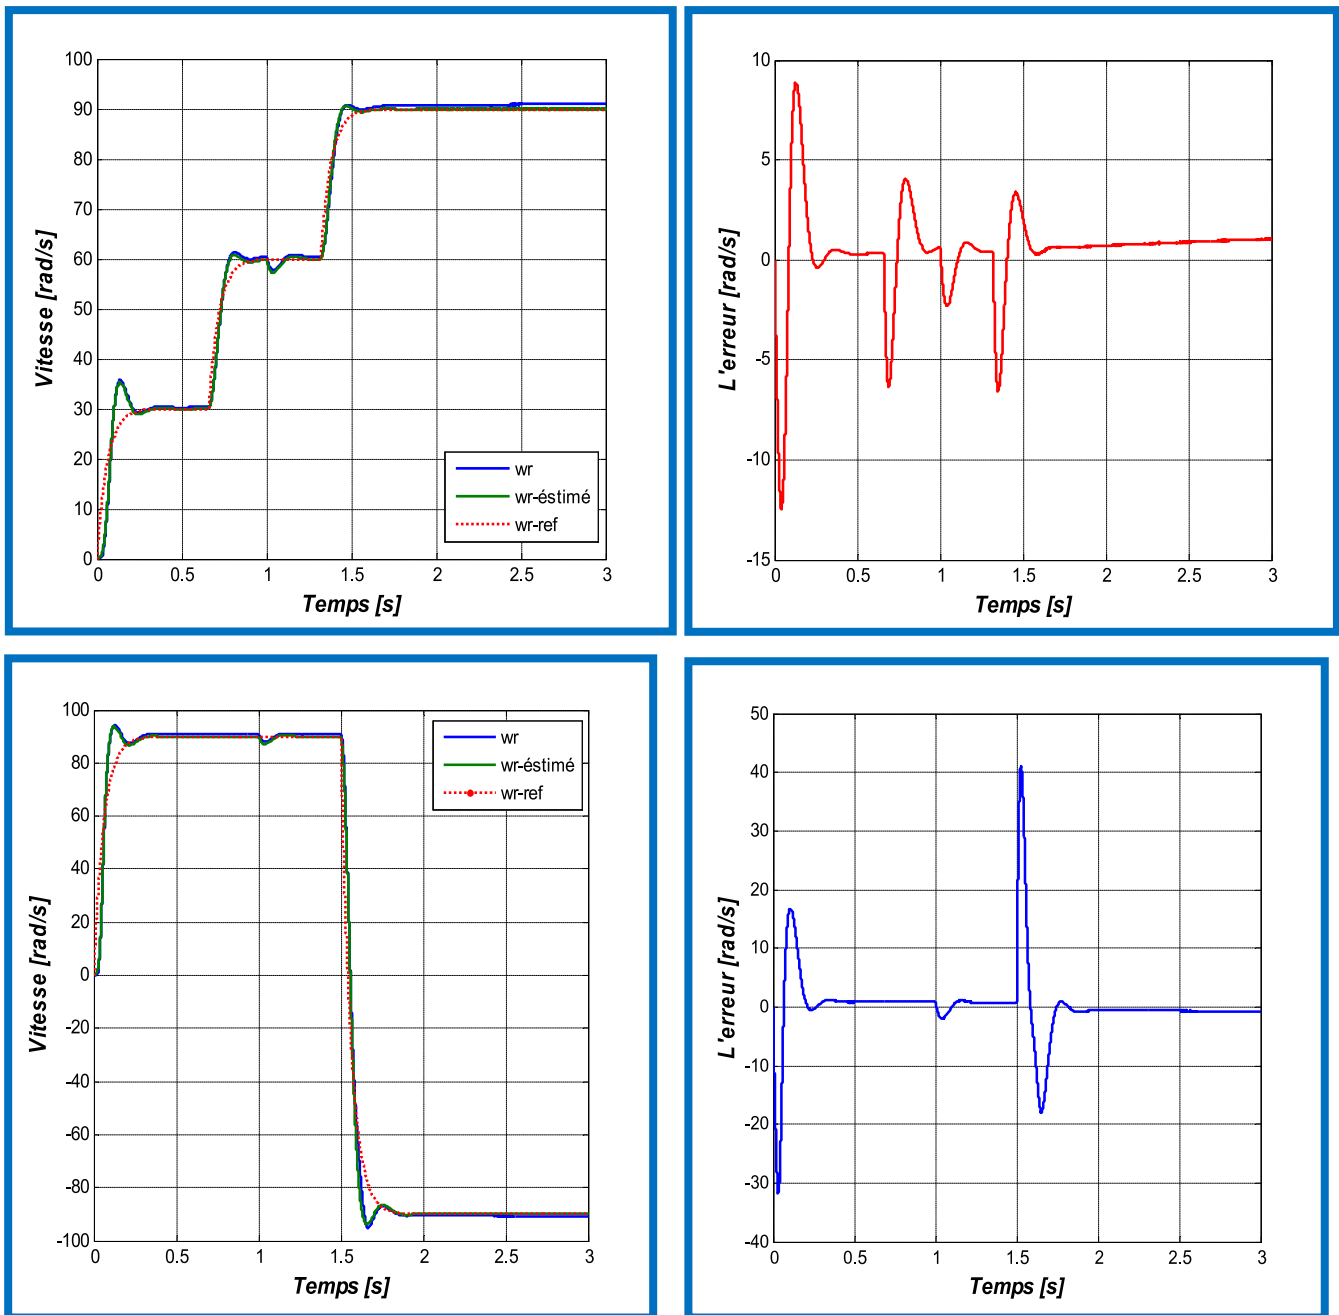 100
90
80
70
60
50
40
30
20
10
0
0 0.5 1 1.5 2 2.5 3
Vitesse [rad/s]
Temps [s]
wr
wr-éstimé
wr-ref
10
5
0
-5
-10
-15
0 0.5 1 1.5 2 2.5 3
L'erreur [rad/s]
Temps [s]
100
80
60
40
20
0
-20
-40
-60
-80
-100
0 0.5 1 1.5 2 2.5 3
Vitesse [rad/s]
Temps [s]
wr
wr-éstimé
wr-ref
50
40
30
20
10
0
-10
-20
-30
-40
0 0.5 1 1.5 2 2.5 3
L'erreur [rad/s]
Temps [s]